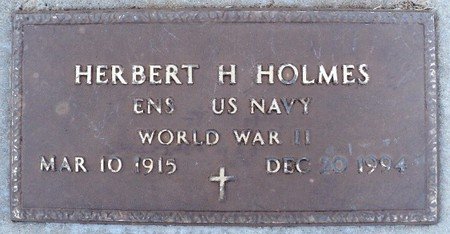 HERBERT H HOLMES
ENS US NAVY
WORLD WAR II
MAR 10 1915 DEC 20 1994